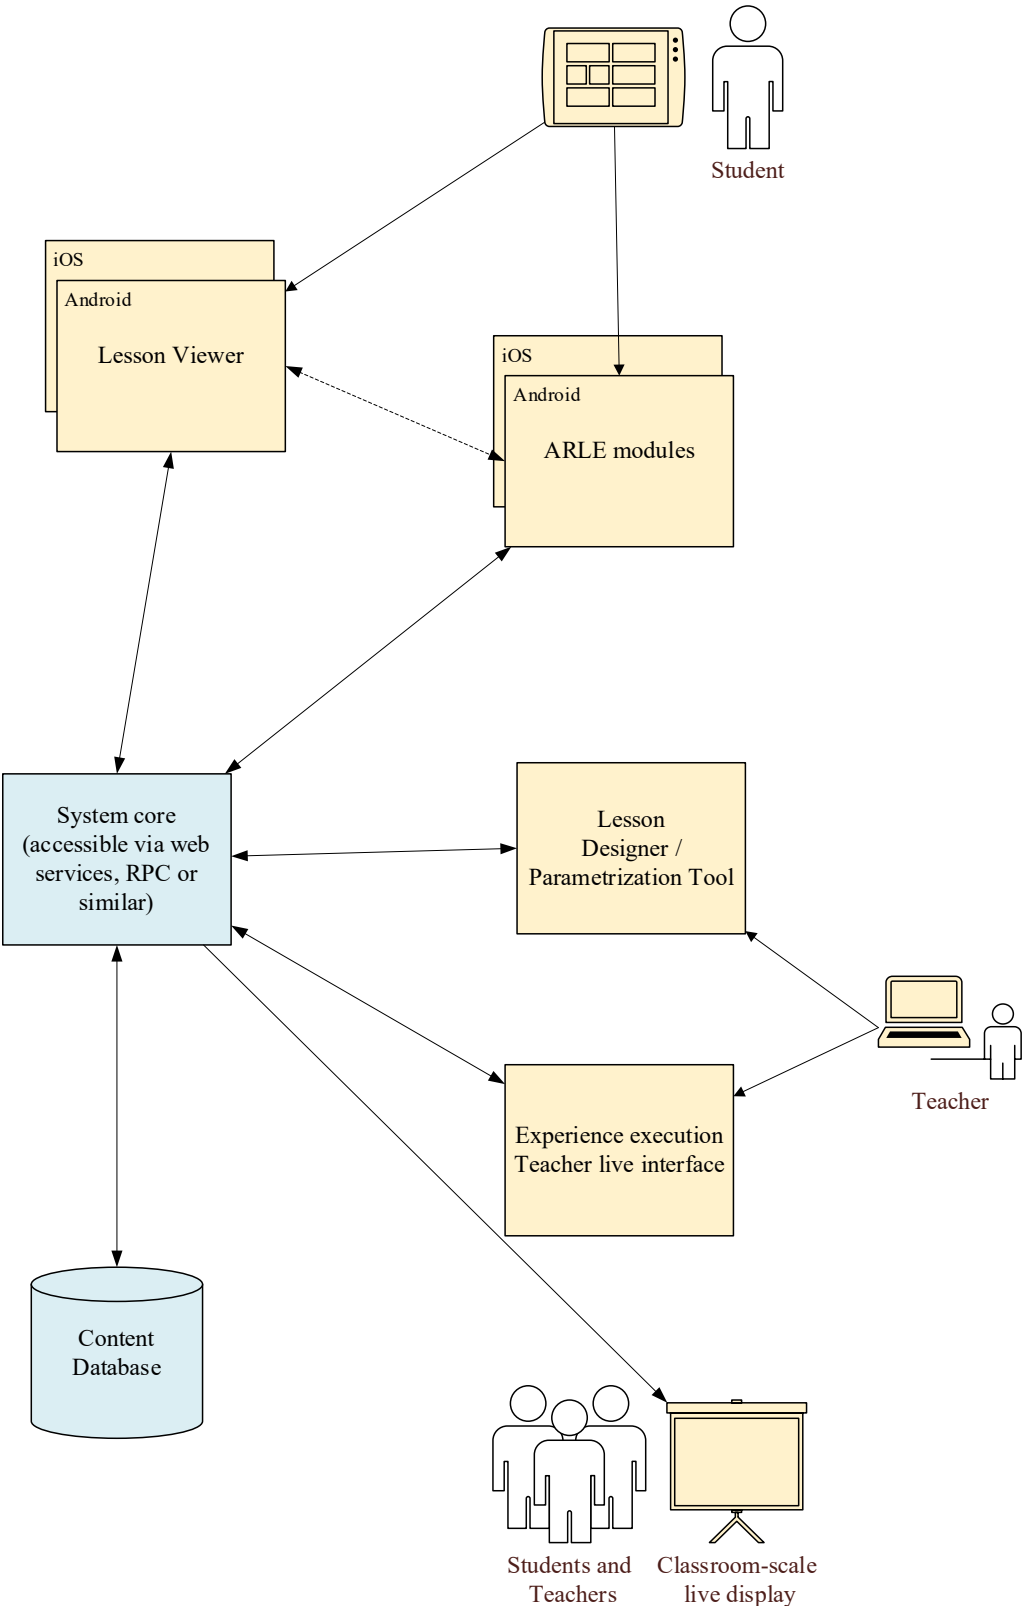 Student
iOS
Android
Lesson Viewer
iOS
Android
ARLE modules
System core
(accessible via web
services, RPC or
similar)
Lesson
Designer /
Parametrization Tool
Teacher
Experience execution
Teacher live interface
Content
Database
Students and
Teachers
Classroom-scale
live display